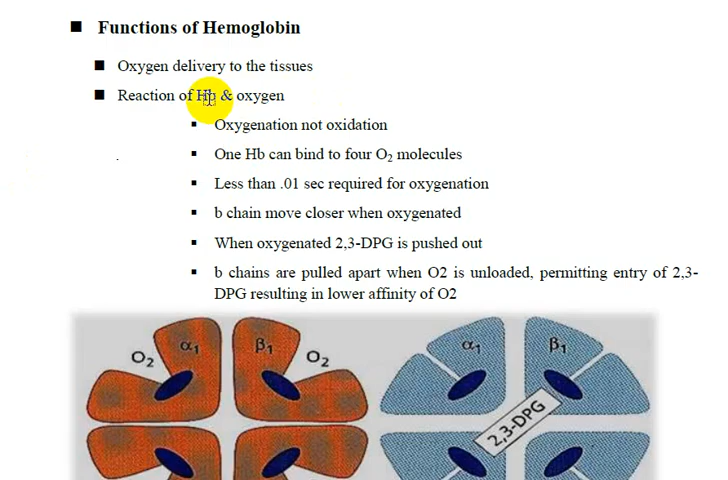 Functions of Hemoglobin
Oxygen delivery to the tissues
Reaction of Hb & oxygen
Oxygenation not oxidation
One Hb can bind to four O₂ molecules
Less than .01 sec required for oxygenation
b chain move closer when oxygenated
When oxygenated 2,3-DPG is pushed out
b chains are pulled apart when O2 is unloaded, permitting entry of 2,3-
DPG resulting in lower affinity of O2
O₂ α₁ β₁ O₂
α₁ β₁
2,3-DPG